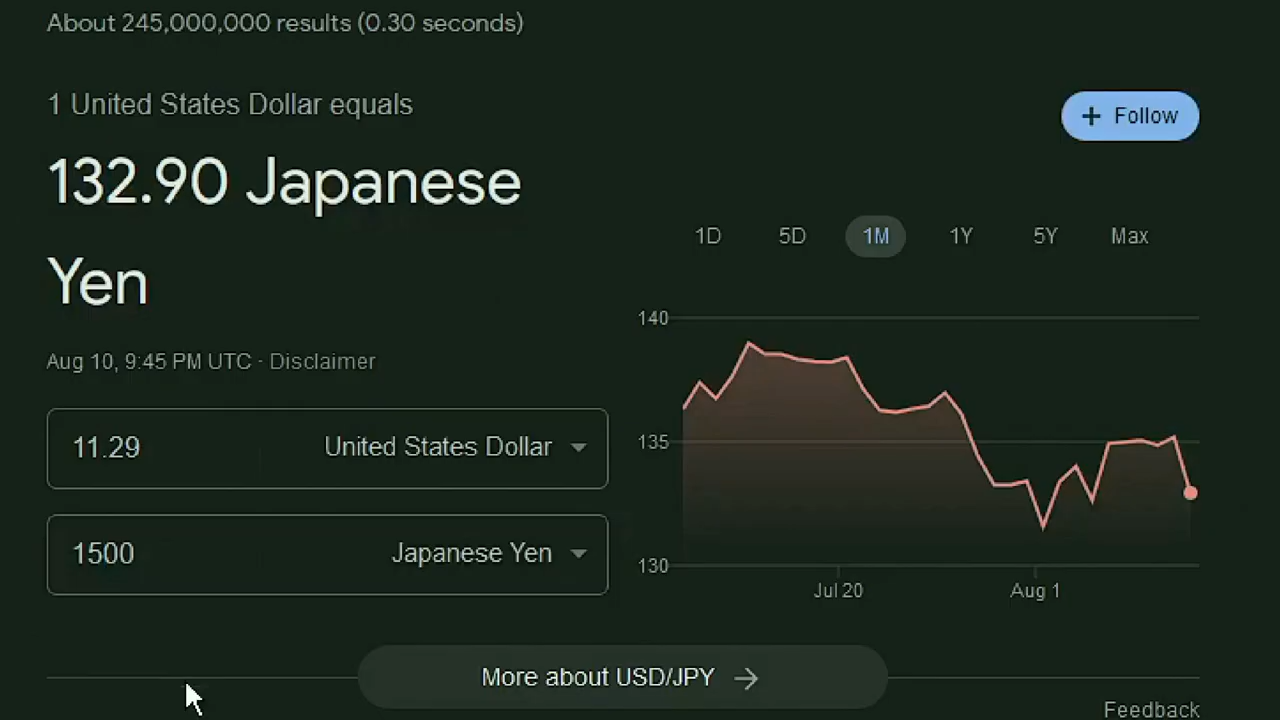 About 245,000,000 results (0.30 seconds)
1 United States Dollar equals
+ Follow
132.90 Japanese
Yen
Aug 10, 9:45 PM UTC · Disclaimer
11.29 United States Dollar
1500 Japanese Yen
1D 5D 1M 1Y 5Y Max
140
135
130
Jul 20 Aug 1
More about USD/JPY →
Feedback